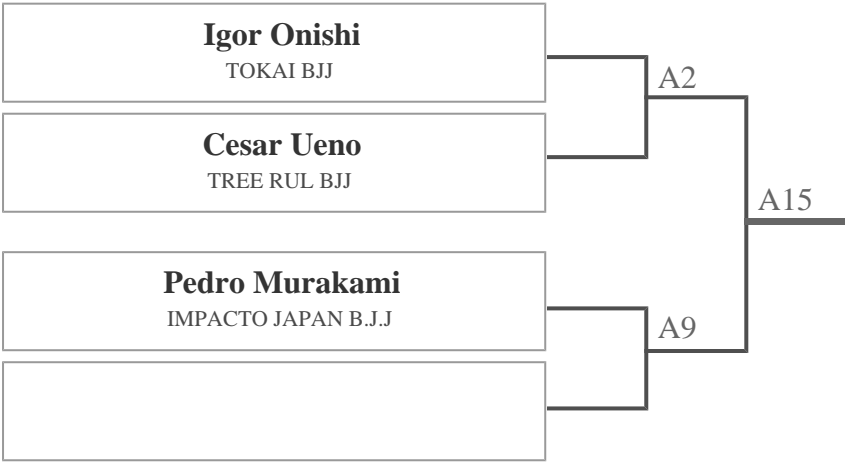 Igor Onishi
TOKAI BJJ
A2
Cesar Ueno
TREE RUL BJJ
A15
Pedro Murakami
IMPACTO JAPAN B.J.J
A9